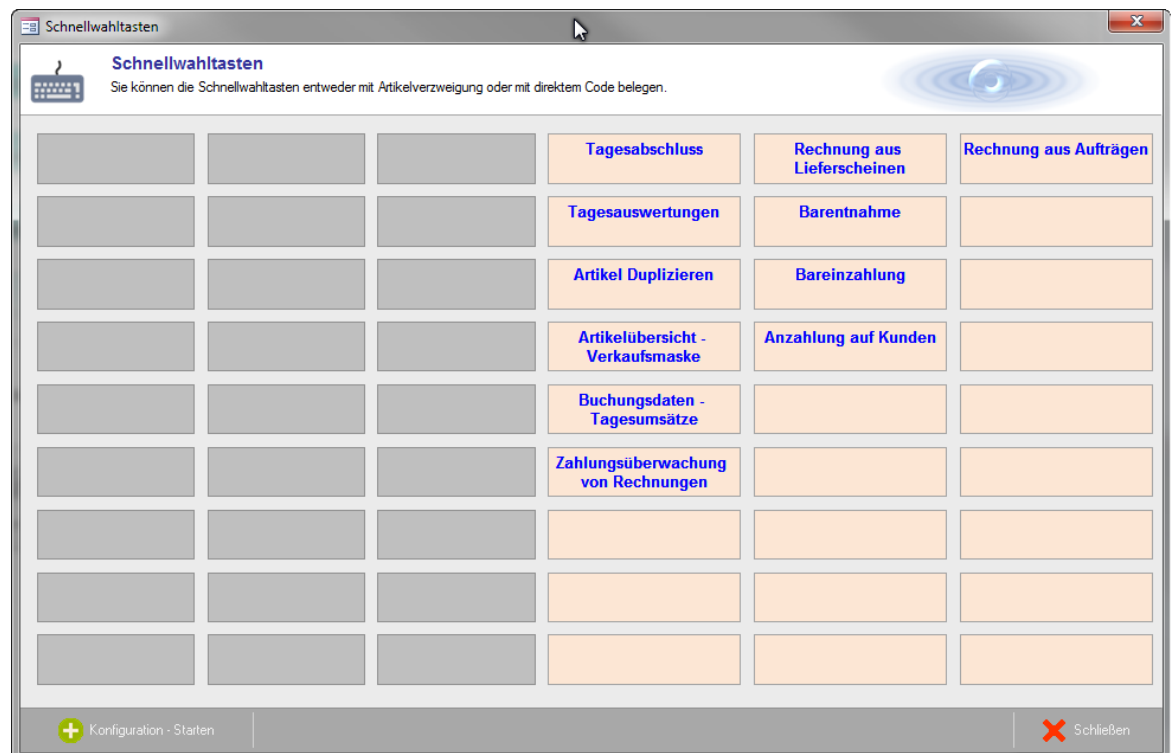 Schnellwahltasten
Schnellwahltasten
Sie können die Schnellwahltasten entweder mit Artikelverzweigung oder mit direktem Code belegen.
Tagesabschluss
Rechnung aus
Lieferscheinen
Rechnung aus Aufträgen
Tagesauswertungen
Barentnahme
Artikel Duplizieren
Bareinzahlung
Artikelübersicht -
Verkaufsmaske
Anzahlung auf Kunden
Buchungsdaten -
Tagesumsätze
Zahlungsüberwachung
von Rechnungen
Konfiguration - Starten
Schließen